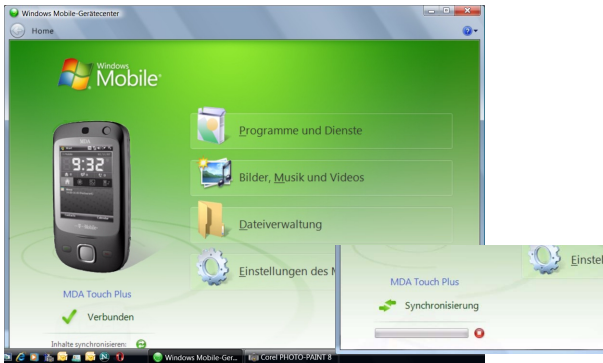 Windows Mobile-Gerätecenter
Home
Windows
Mobile
9:32
T-Mobile
Programme und Dienste
Bilder, Musik und Videos
Dateiverwaltung
Einstellungen des M
MDA Touch Plus
Verbunden
Inhalte synchronisieren:
Einstel
MDA Touch Plus
Synchronisierung
Windows Mobile-Ger...
Corel PHOTO-PAINT 8